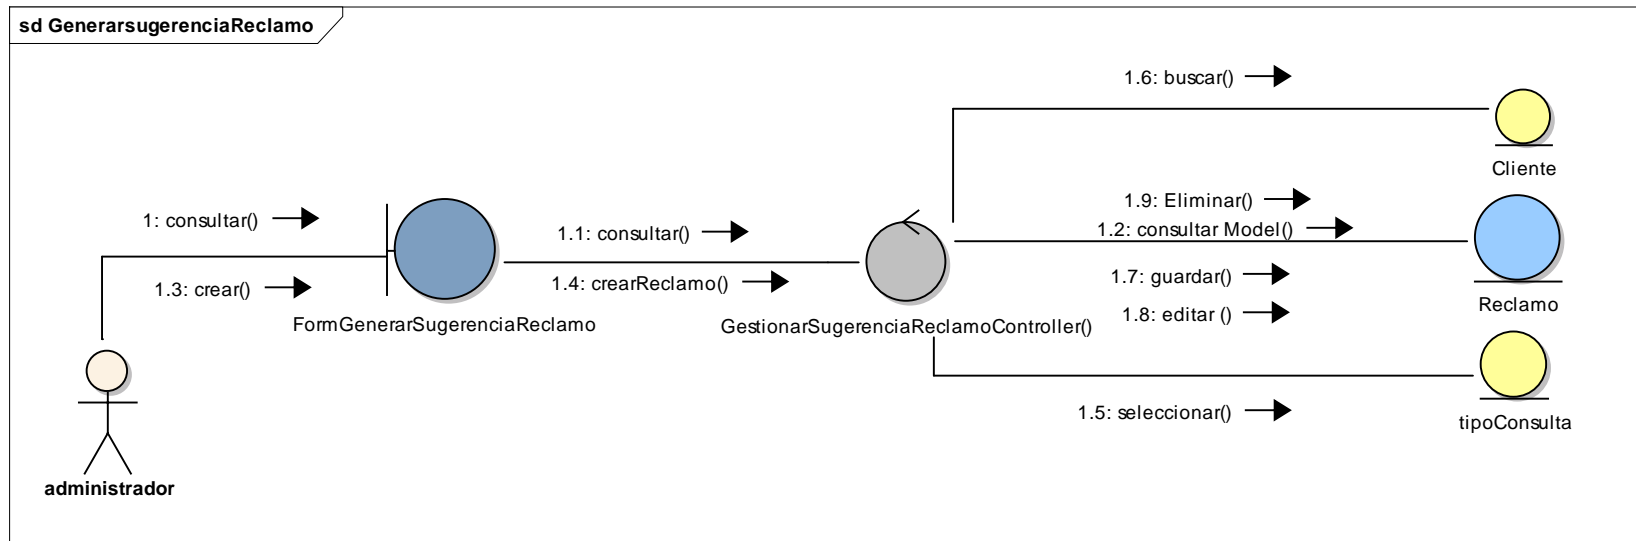 sd GenerarsugerenciaReclamo
1.6: buscar()
Cliente
1: consultar()
1.3: crear()
FormGenerarSugerenciaReclamo
1.1: consultar()
1.4: crearReclamo()
GestionarSugerenciaReclamoController()
1.9: Eliminar()
1.2: consultar Model()
1.7: guardar()
1.8: editar ()
Reclamo
1.5: seleccionar()
tipoConsulta
administrador